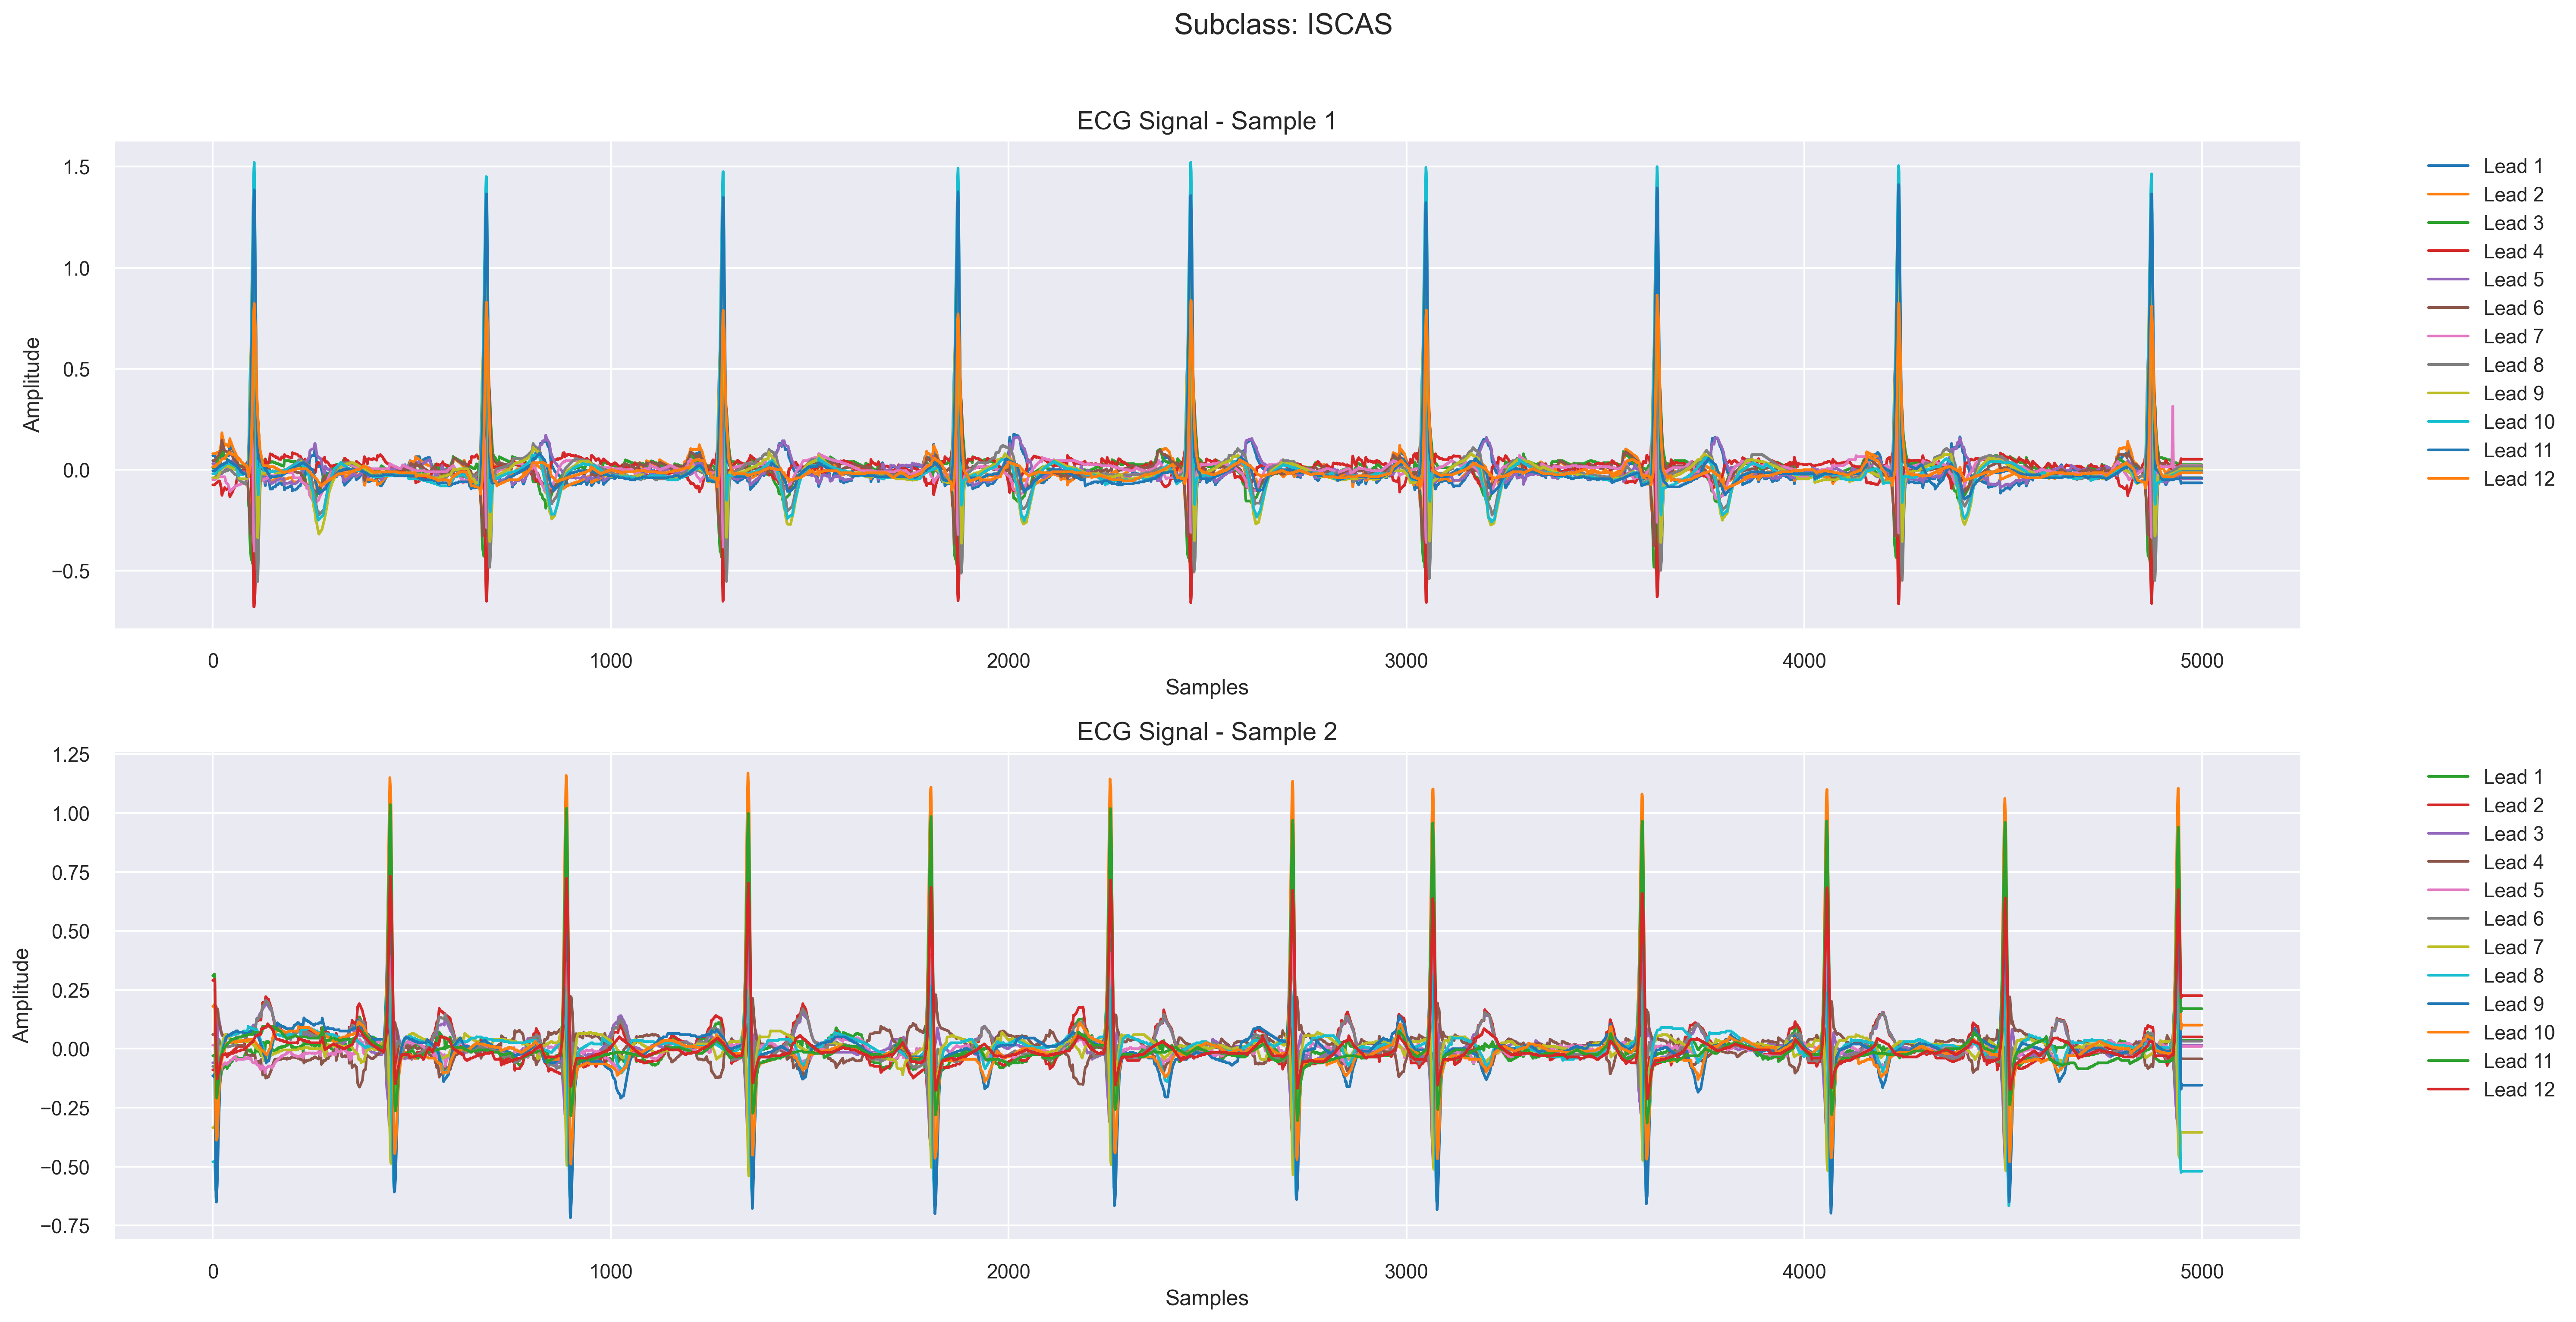 Subclass: ISCAS
ECG Signal - Sample 1
Amplitude
1.5
1.0
0.5
0.0
−0.5
0
1000
2000
3000
4000
5000
Samples
Lead 1
Lead 2
Lead 3
Lead 4
Lead 5
Lead 6
Lead 7
Lead 8
Lead 9
Lead 10
Lead 11
Lead 12
ECG Signal - Sample 2
Amplitude
1.25
1.00
0.75
0.50
0.25
0.00
−0.25
−0.50
−0.75
0
1000
2000
3000
4000
5000
Samples
Lead 1
Lead 2
Lead 3
Lead 4
Lead 5
Lead 6
Lead 7
Lead 8
Lead 9
Lead 10
Lead 11
Lead 12